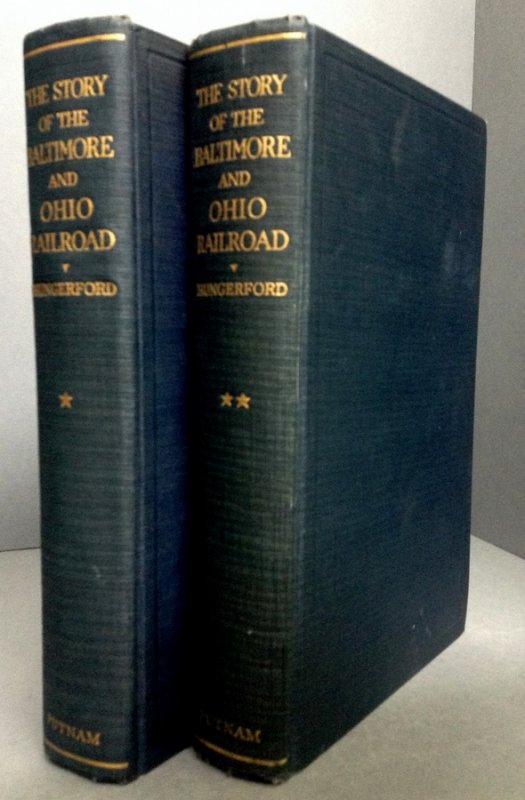 THE STORY
OF THE
BALTIMORE
AND
OHIO
RAILROAD
HUNGERFORD
PUTNAM
THE STORY
OF THE
BALTIMORE
AND
OHIO
RAILROAD
HUNGERFORD
PUTNAM